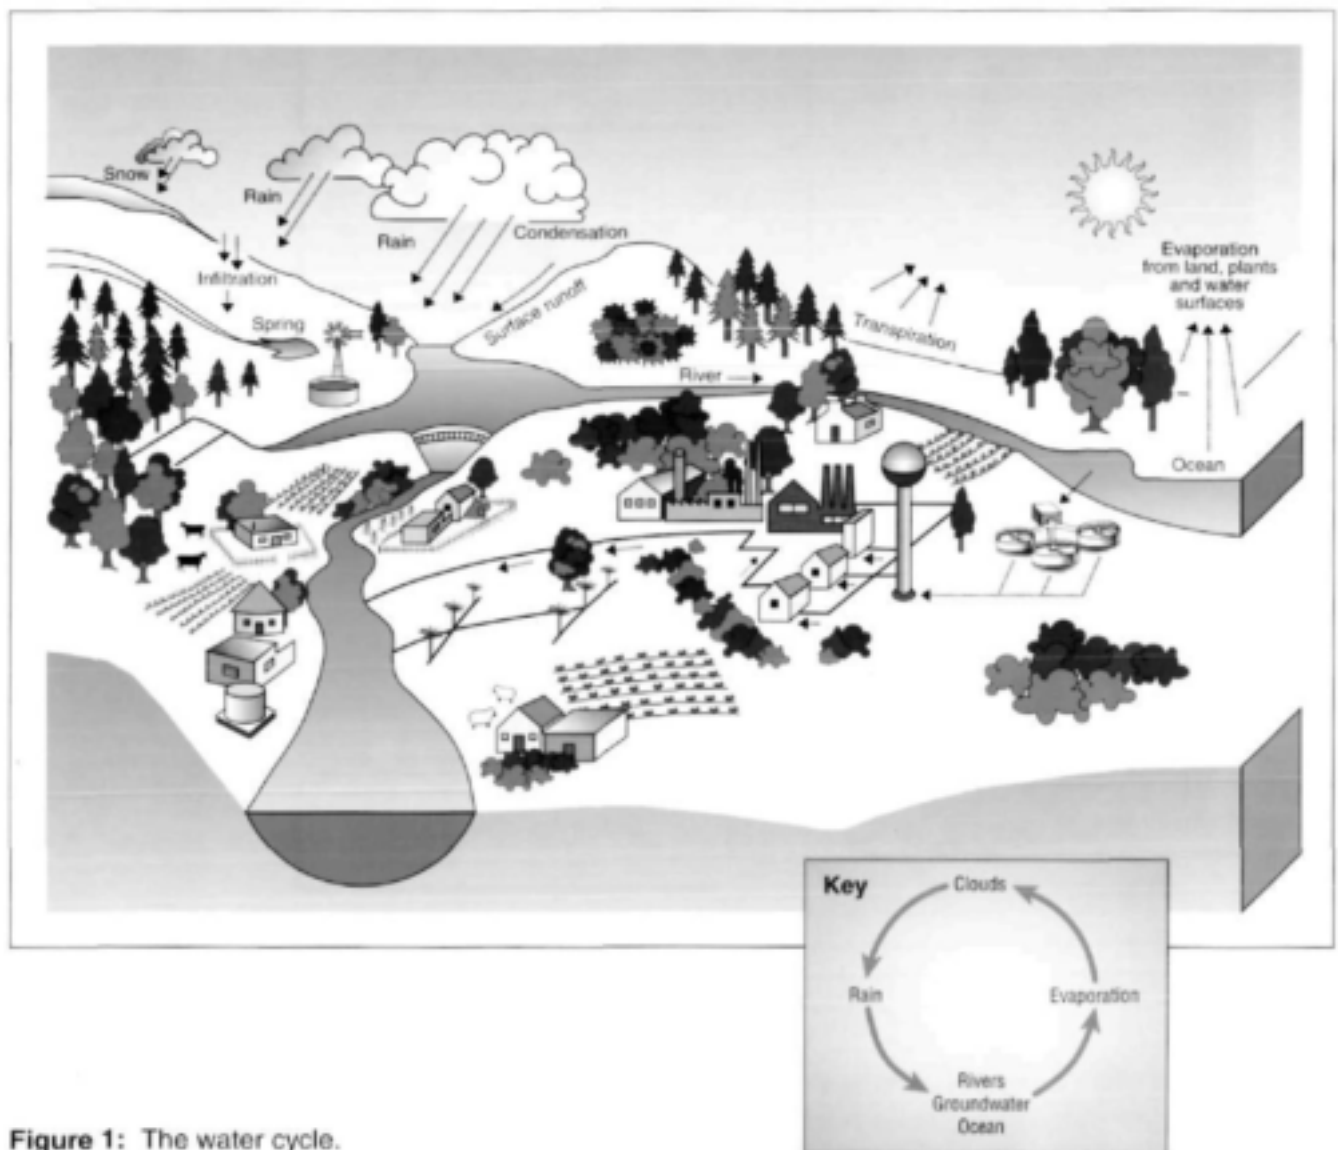 Snow
Rain
Rain
Condensation
Infiltration
Surface runoff
Spring
Evaporation
from land, plants
and water
surfaces
Transpiration
River
Ocean
Key
Clouds
Rain
Evaporation
Rivers
Groundwater
Ocean
Figure 1: The water cycle.